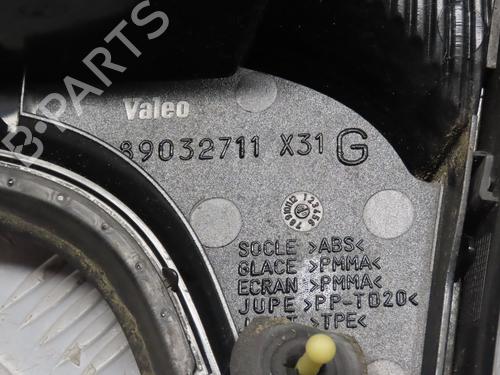 Valeo
89032711 X31 G
SOCLE >ABS<
GLACE >PMMA<
ECRAN >PMMA<
JUPE >PP-TD20<
>TPE<
B-PARTS